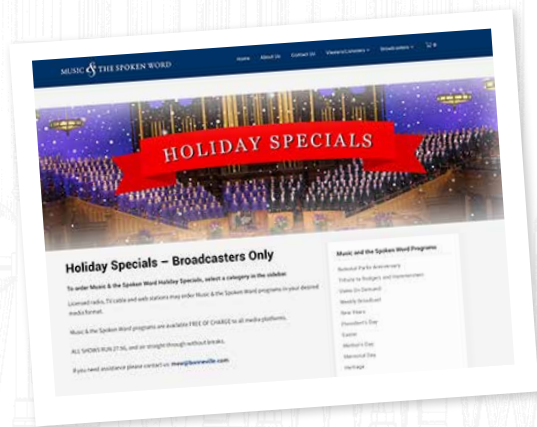 MUSIC & THE SPOKEN WORD
Home About Us Contact Us Viewers/Listeners Broadcasters 0
HOLIDAY SPECIALS
Holiday Specials – Broadcasters Only
To order Music & the Spoken Word Holiday Specials, select a category in the sidebar.
Licensed radio, TV/cable and web stations may order Music & the Spoken Word programs in your desired
media format.
Music & the Spoken Word programs are available FREE OF CHARGE to all media platforms.
ALL SHOWS RUN 27:56, and air straight through without breaks.
If you need assistance please contact us:
Music and the Spoken Word Programs
National Parks Anniversary
Tribute to Rodgers and Hammerstein
Video On Demand
Weekly Broadcast
New Years
President's Day
Easter
Mother's Day
Memorial Day
Heritage